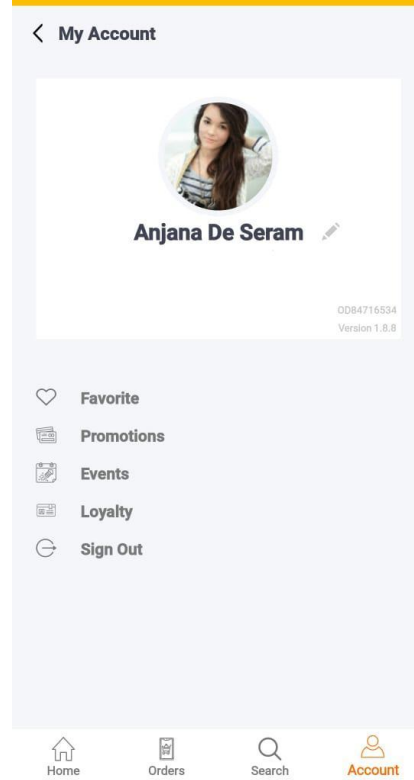 My Account
Anjana De Seram
OD84716534
Version 1.8.8
Favorite
Promotions
Events
Loyalty
Sign Out
Home Orders Search Account